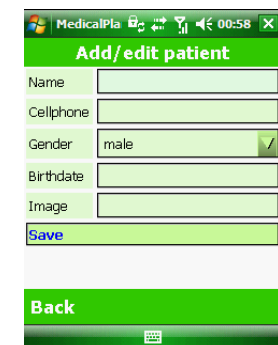 MedicalPla 00:58
Add/edit patient
Name
Cellphone
Gender male
Birthdate
Image
Save
Back